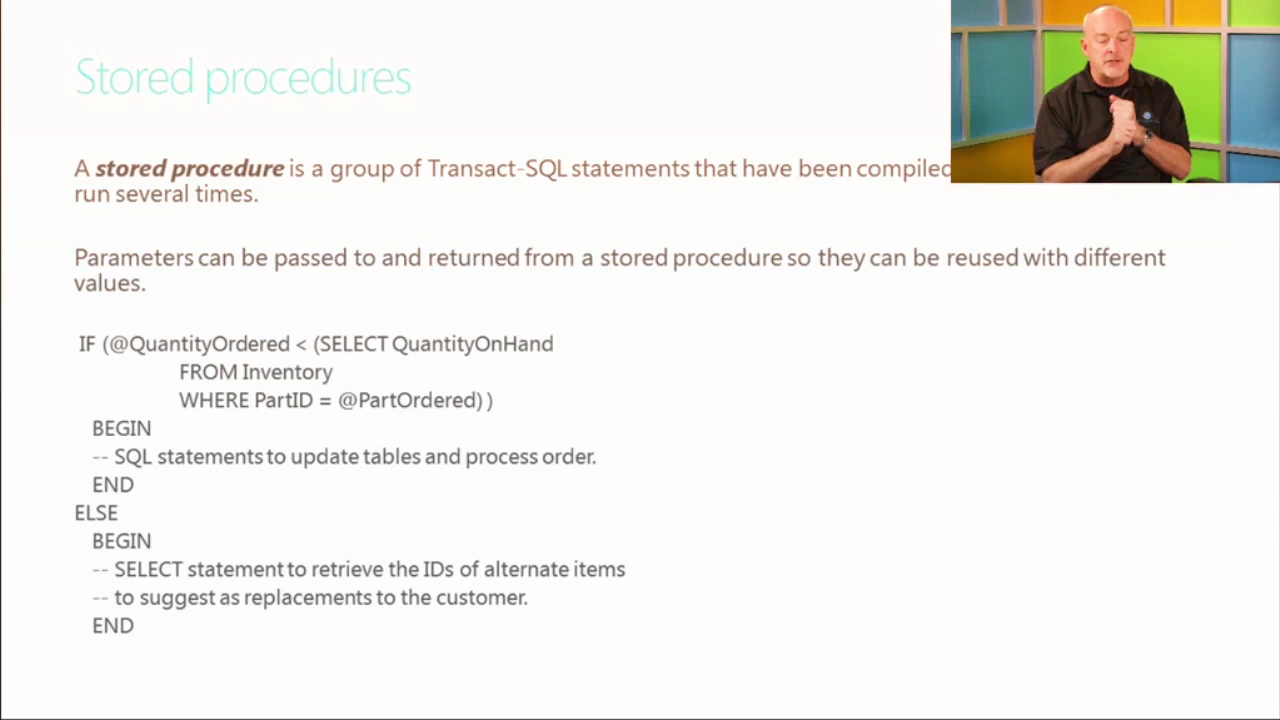 Stored procedures
A stored procedure is a group of Transact-SQL statements that have been compiled
run several times.
Parameters can be passed to and returned from a stored procedure so they can be reused with different
values.
IF (@QuantityOrdered < (SELECT QuantityOnHand
FROM Inventory
WHERE PartID = @PartOrdered) )
BEGIN
-- SQL statements to update tables and process order.
END
ELSE
BEGIN
-- SELECT statement to retrieve the IDs of alternate items
-- to suggest as replacements to the customer.
END